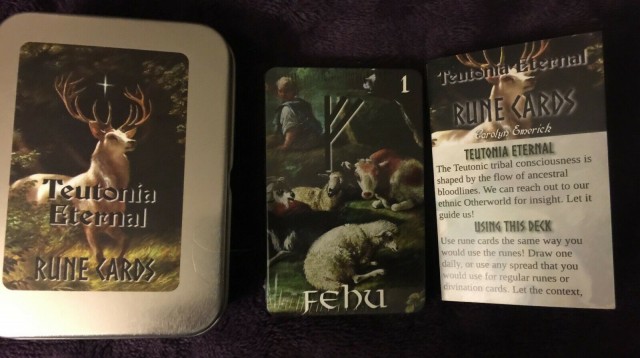 Teutonia
Eternal
RUNE CARDS
1
FEHU
Teutonia Eternal
RUNE CARDS
Carolyn Emerick
TEUTONIA ETERNAL
The Teutonic tribal consciousness is
shaped by the flow of ancestral
bloodlines. We can reach out to our
ethnic Otherworld for insight. Let it
guide us!
USING THIS DECK
Use rune cards the same way you
would use the runes! Draw one
daily, or use any spread that you
would use for regular runes or
divination cards. Let the context,